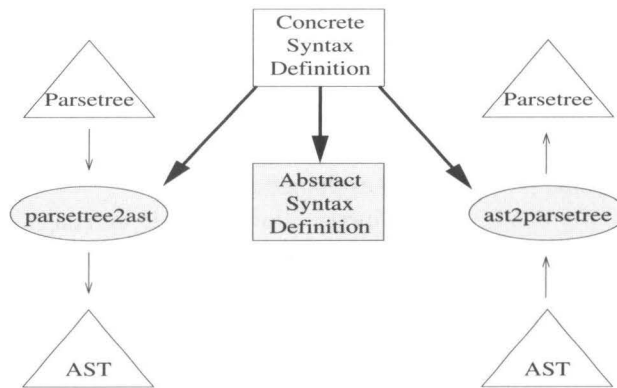 Concrete
Syntax
Definition
Parsetree
Parsetree
parsetree2ast
Abstract
Syntax
Definition
ast2parsetree
AST
AST